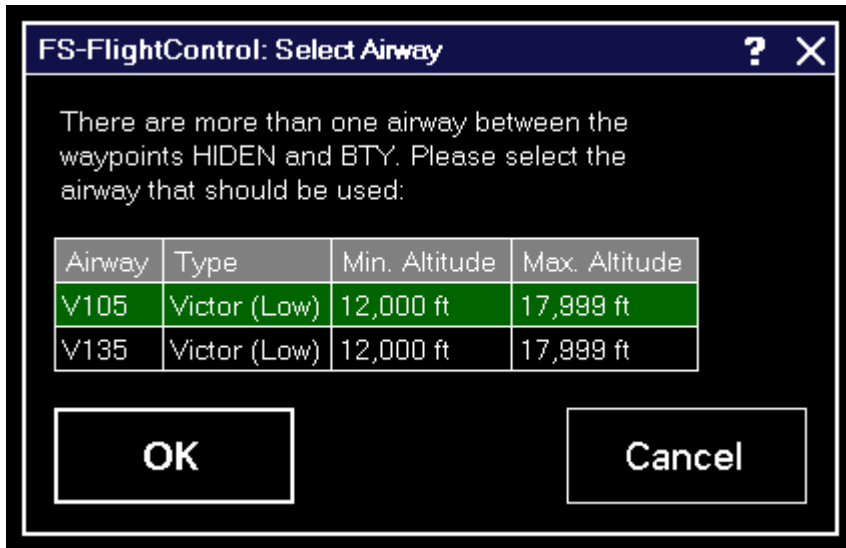 FS-FlightControl: Select Airway ? X
There are more than one airway between the
waypoints HIDEN and BTY. Please select the
airway that should be used:
Airway Type Min. Altitude Max. Altitude
V105 Victor (Low) 12,000 ft 17,999 ft
V135 Victor (Low) 12,000 ft 17,999 ft
OK Cancel